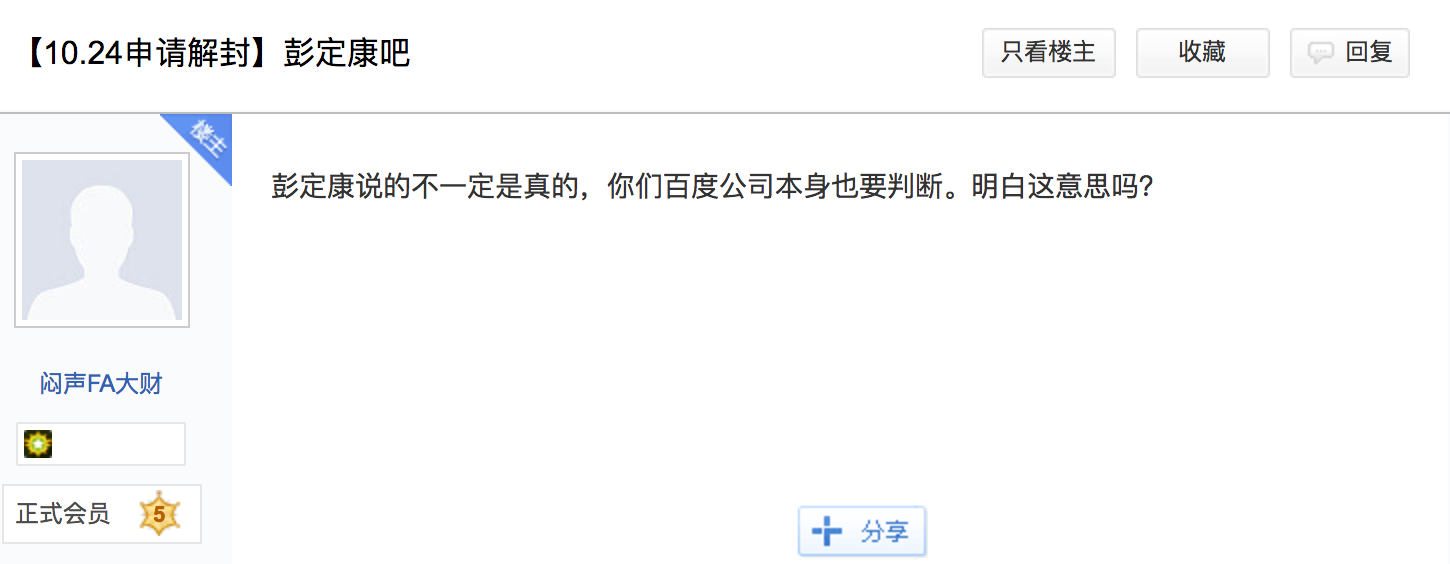 【10.24申请解封】彭定康吧
只看楼主
收藏
回复
楼主
彭定康说的不一定是真的，你们百度公司本身也要判断。明白这意思吗？
闷声FA大财
正式会员 5
分享